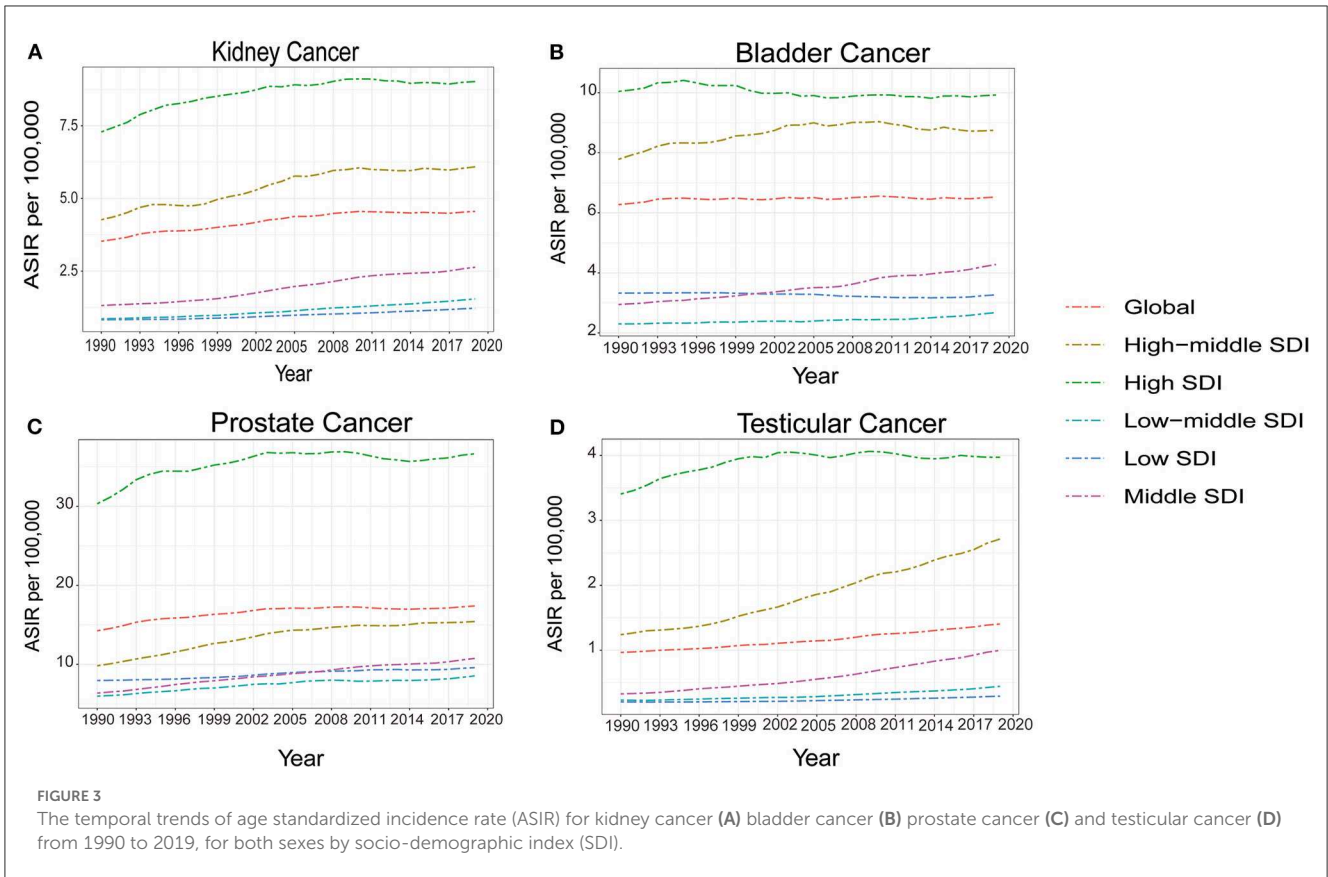 A
Kidney Cancer
ASIR per 100,000
7.5
5.0
2.5
1990 1993 1996 1999 2002 2005 2008 2011 2014 2017 2020
Year
B
Bladder Cancer
ASIR per 100,000
10
8
6
4
2
1990 1993 1996 1999 2002 2005 2008 2011 2014 2017 2020
Year
C
Prostate Cancer
ASIR per 100,000
30
20
10
1990 1993 1996 1999 2002 2005 2008 2011 2014 2017 2020
Year
D
Testicular Cancer
ASIR per 100,000
4
3
2
1
1990 1993 1996 1999 2002 2005 2008 2011 2014 2017 2020
Year
Global
High-middle SDI
High SDI
Low-middle SDI
Low SDI
Middle SDI
FIGURE 3
The temporal trends of age standardized incidence rate (ASIR) for kidney cancer (A) bladder cancer (B) prostate cancer (C) and testicular cancer (D)
from 1990 to 2019, for both sexes by socio-demographic index (SDI).